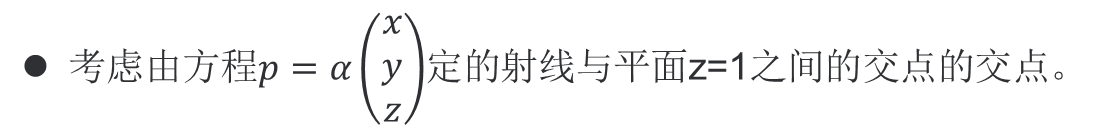 ● 考虑由方程p = α(x y z)定的射线与平面z=1之间的交点的交点。